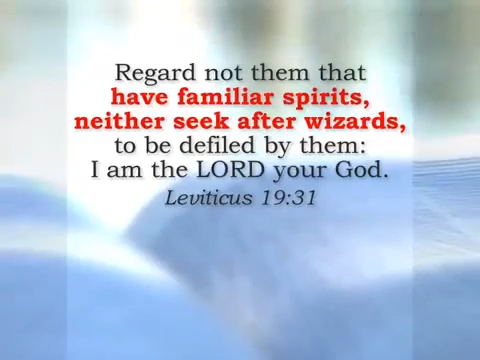 Regard not them that
have familiar spirits,
neither seek after wizards,
to be defiled by them:
I am the LORD your God.
Leviticus 19:31